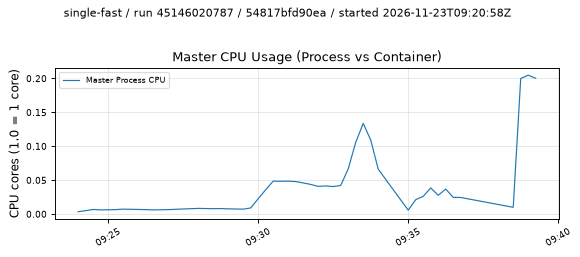 single-fast / run 45146020787 / 54817bfd90ea / started 2026-11-23T09:20:58Z
Master CPU Usage (Process vs Container)
Master Process CPU
CPU cores (1.0 = 1 core)
0.20
0.15
0.10
0.05
0.00
09:25
09:30
09:35
09:40